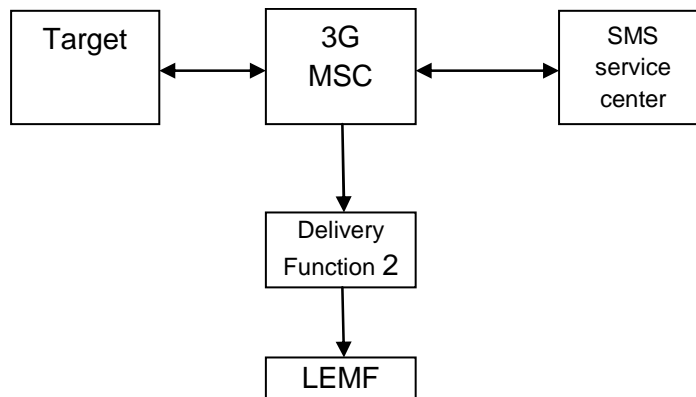 Target
3G
MSC
SMS
service
center
Delivery
Function 2
LEMF